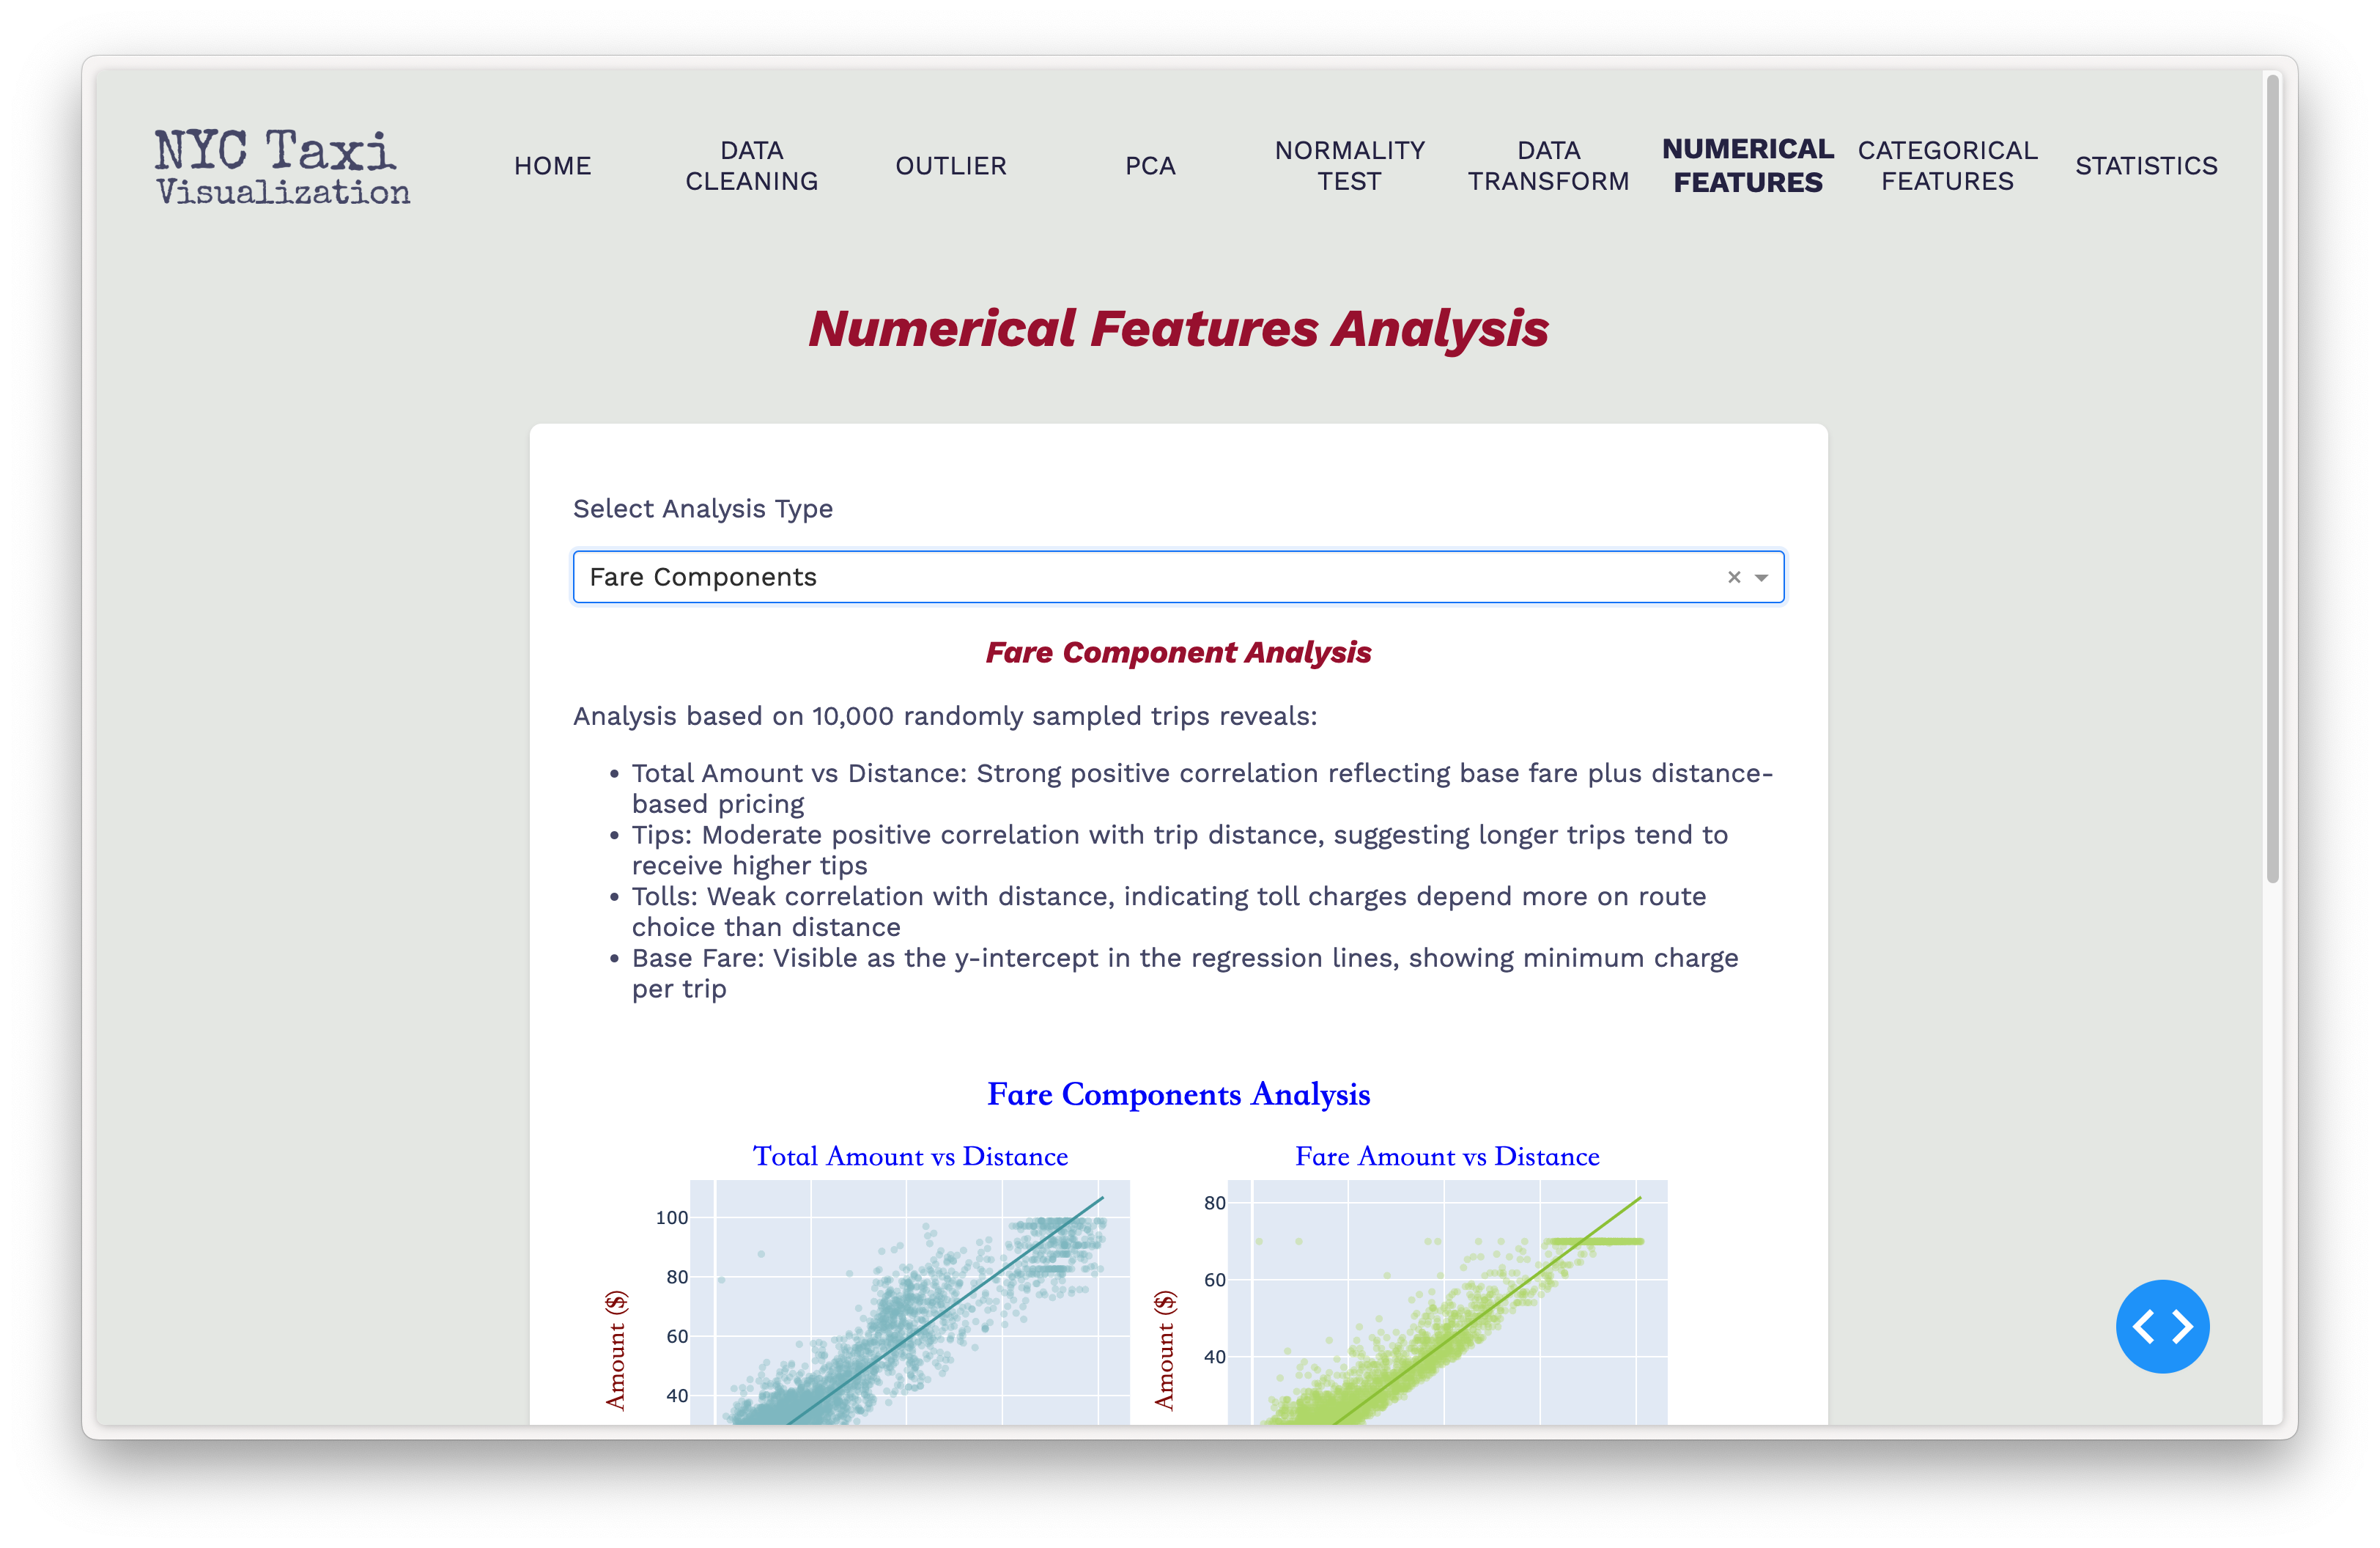 NYC Taxi
Visualization
HOME
DATA
CLEANING
OUTLIER
PCA
NORMALITY
TEST
DATA
TRANSFORM
NUMERICAL
FEATURES
CATEGORICAL
FEATURES
STATISTICS
Numerical Features Analysis
Select Analysis Type
Fare Components
Fare Component Analysis
Analysis based on 10,000 randomly sampled trips reveals:
• Total Amount vs Distance: Strong positive correlation reflecting base fare plus distance-
based pricing
• Tips: Moderate positive correlation with trip distance, suggesting longer trips tend to
receive higher tips
• Tolls: Weak correlation with distance, indicating toll charges depend more on route
choice than distance
• Base Fare: Visible as the y-intercept in the regression lines, showing minimum charge
per trip
Fare Components Analysis
Total Amount vs Distance
100
80
60
40
Amount ($)
Fare Amount vs Distance
80
60
40
Amount ($)